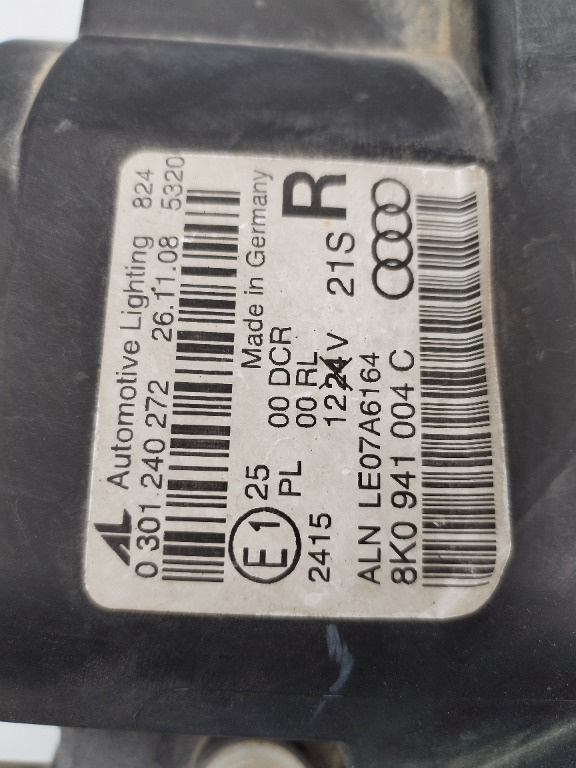 AL Automotive Lighting 824
0 301 240 272 26.11.08 5320
Made in Germany
E1 25 00 DCR R
PL 00 RL
2415 1224V 21S
ALN LE07A6164
8K0 941 004 C